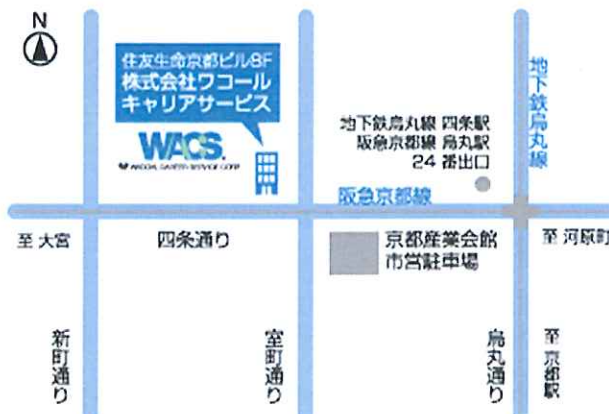 N
住友生命京都ビル8F
株式会社ワコール
キャリアサービス
WACS.
WACOAL CAREER SERVICE CORP.
地下鉄烏丸線
地下鉄烏丸線 四条駅
阪急京都線 烏丸駅
24 番出口
阪急京都線
至 大宮
四条通り
京都産業会館
市営駐車場
至 河原町
新町通り
室町通り
烏丸通り
至 京都駅